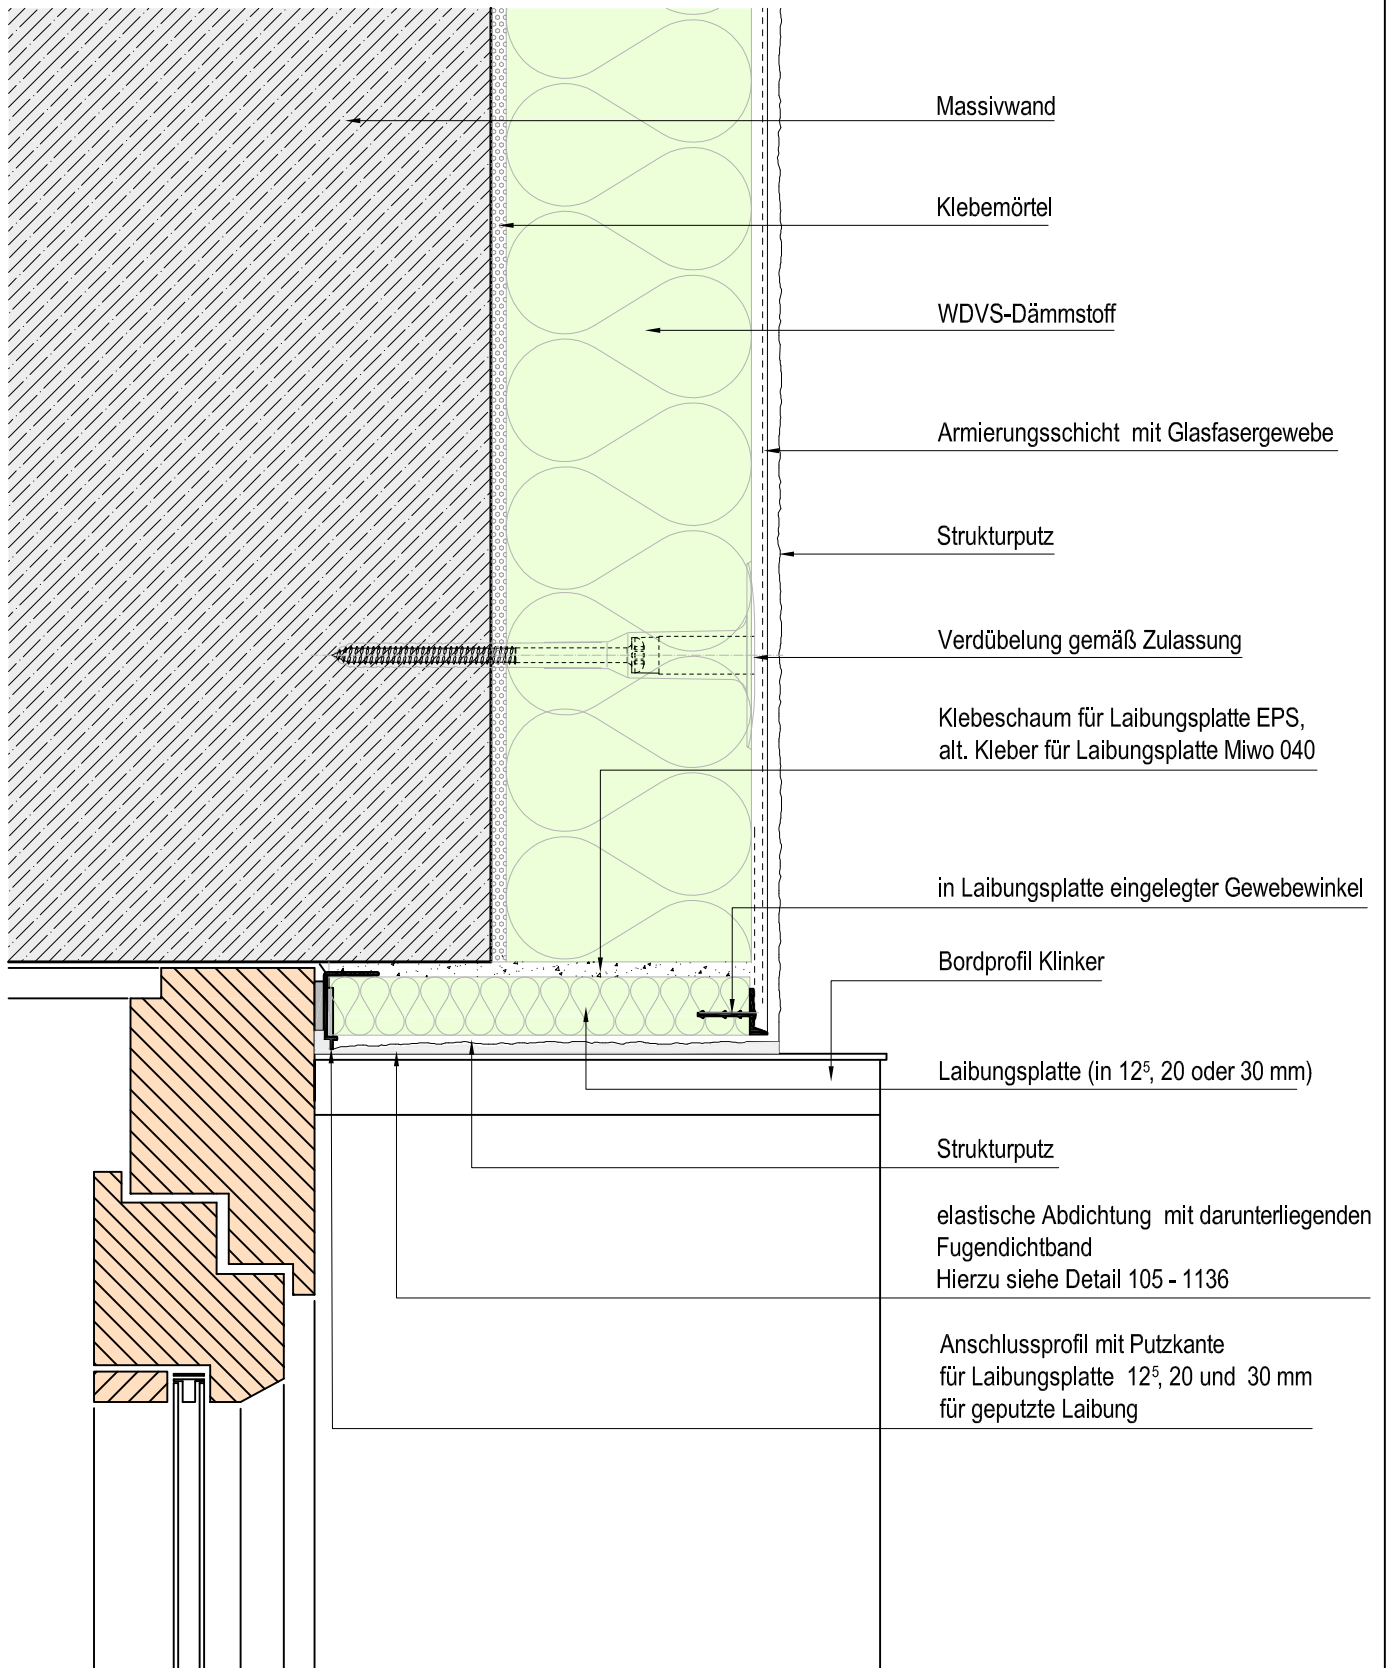 Massivwand
Klebemörtel
WDVS-Dämmstoff
Armierungsschicht mit Glasfasergewebe
Strukturputz
Verdübelung gemäß Zulassung
Klebeschaum für Laibungsplatte EPS,
alt. Kleber für Laibungsplatte Miwo 040
in Laibungsplatte eingelegter Gewebewinkel
Bordprofil Klinker
Laibungsplatte (in 12⁵, 20 oder 30 mm)
Strukturputz
elastische Abdichtung mit darunterliegenden
Fugendichtband
Hierzu siehe Detail 105 - 1136
Anschlussprofil mit Putzkante
für Laibungsplatte 12⁵, 20 und 30 mm
für geputzte Laibung